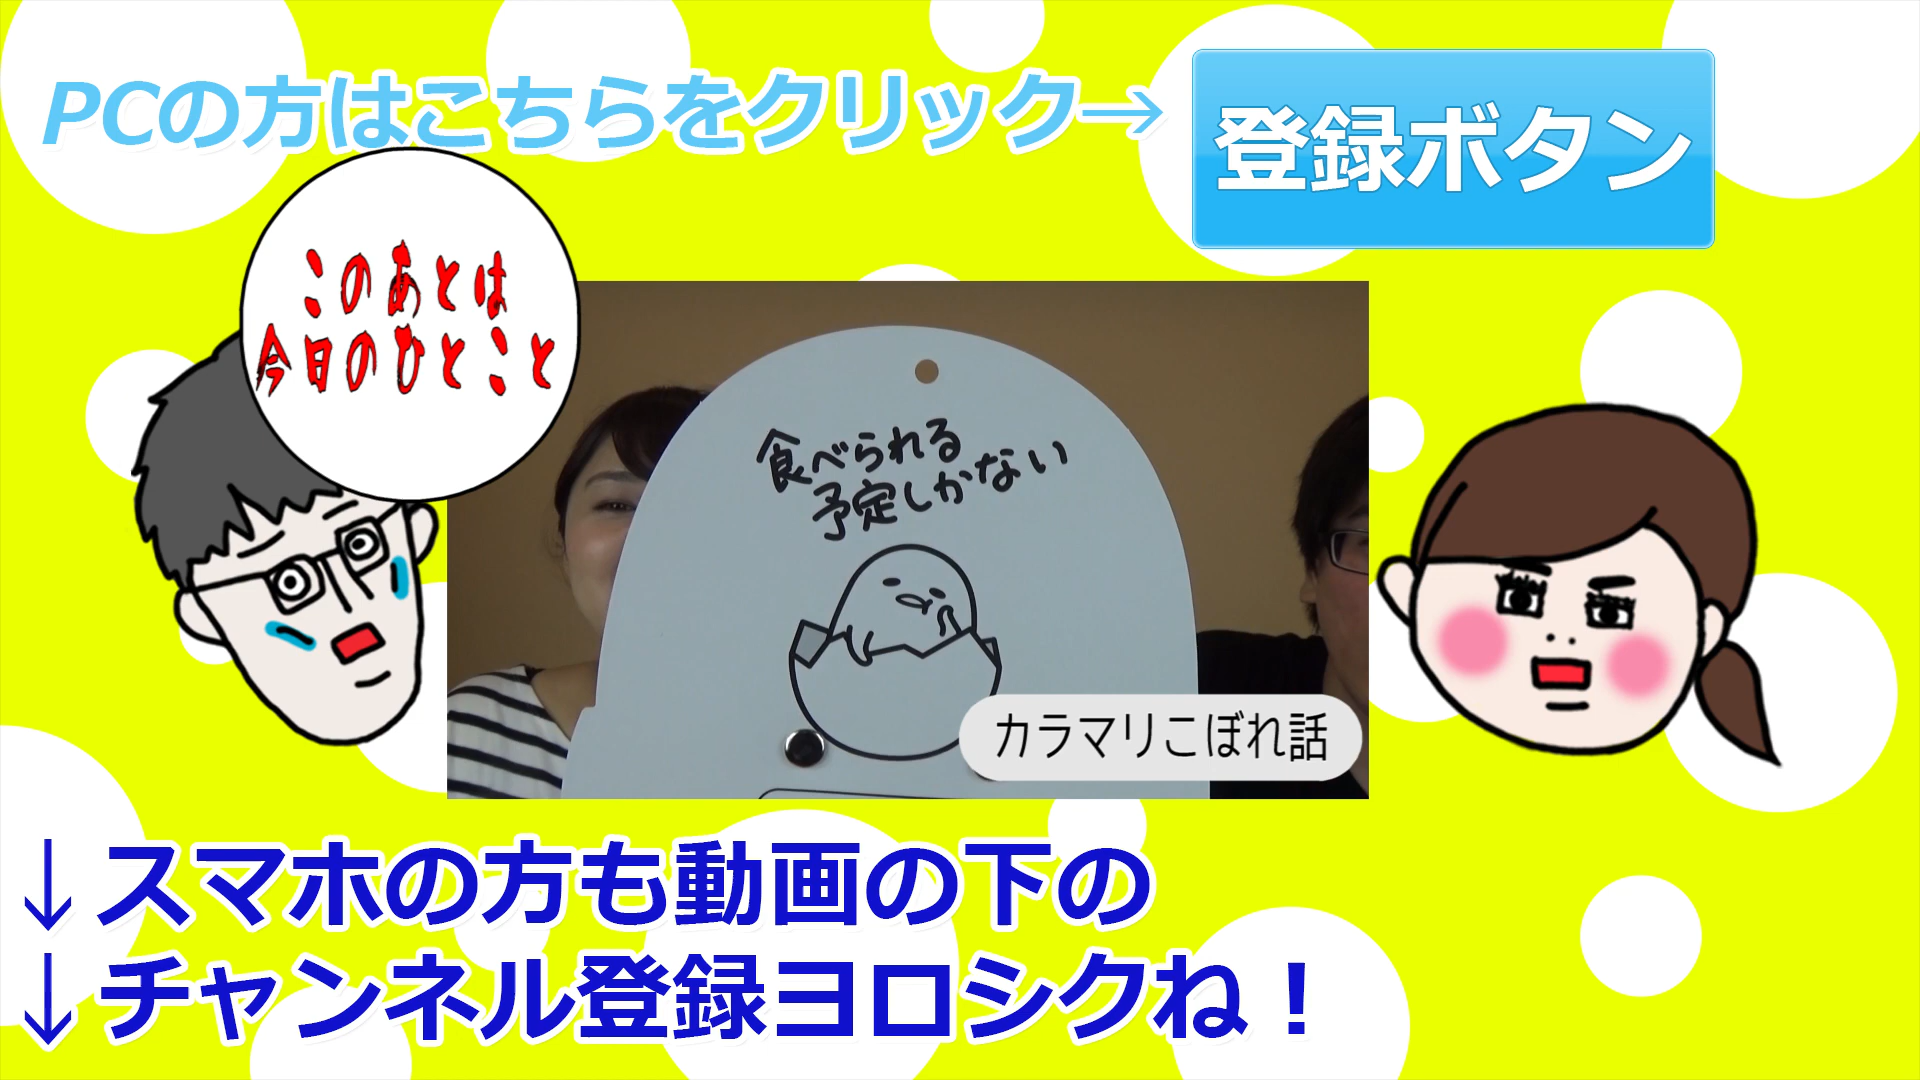 PCの方はこちらをクリック→
登録ボタン
このあとは
今日のひとこと
食べられる
予定しかない
カラマリこぼれ話
↓スマホの方も動画の下の
↓チャンネル登録ヨロシクね！